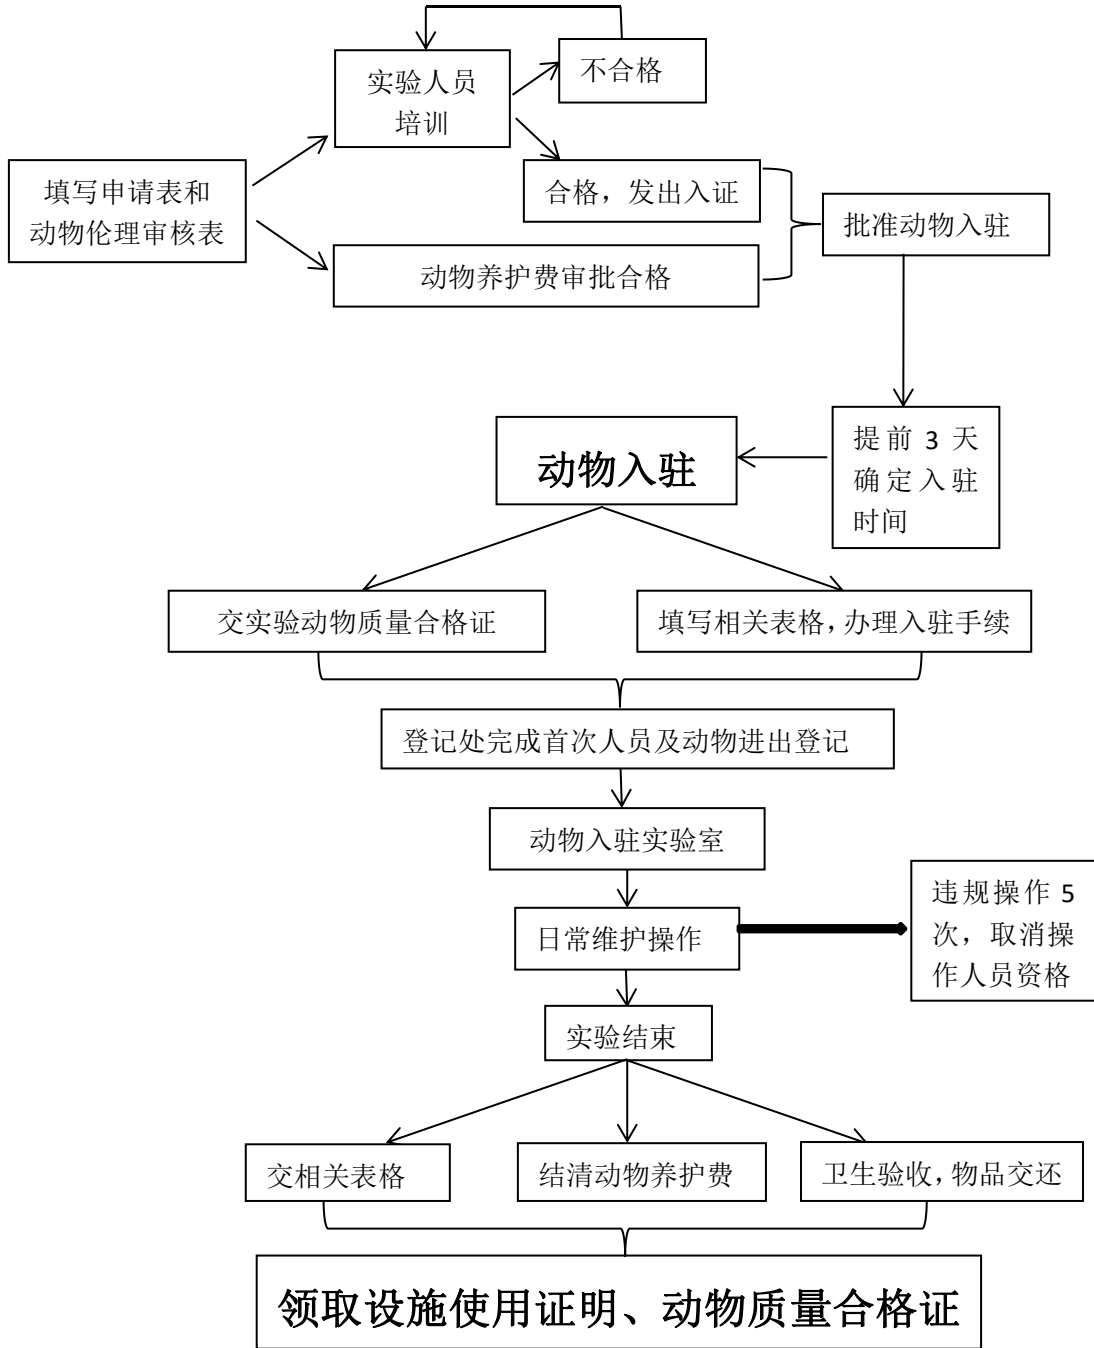 实验人员
培训
不合格
填写申请表和
动物伦理审核表
合格，发出入证
批准动物入驻
动物养护费审批合格
提前 3 天
确定入驻
时间
动物入驻
交实验动物质量合格证
填写相关表格，办理入驻手续
登记处完成首次人员及动物进出登记
动物入驻实验室
日常维护操作
违规操作 5
次，取消操
作人员资格
实验结束
交相关表格
结清动物养护费
卫生验收，物品交还
领取设施使用证明、动物质量合格证